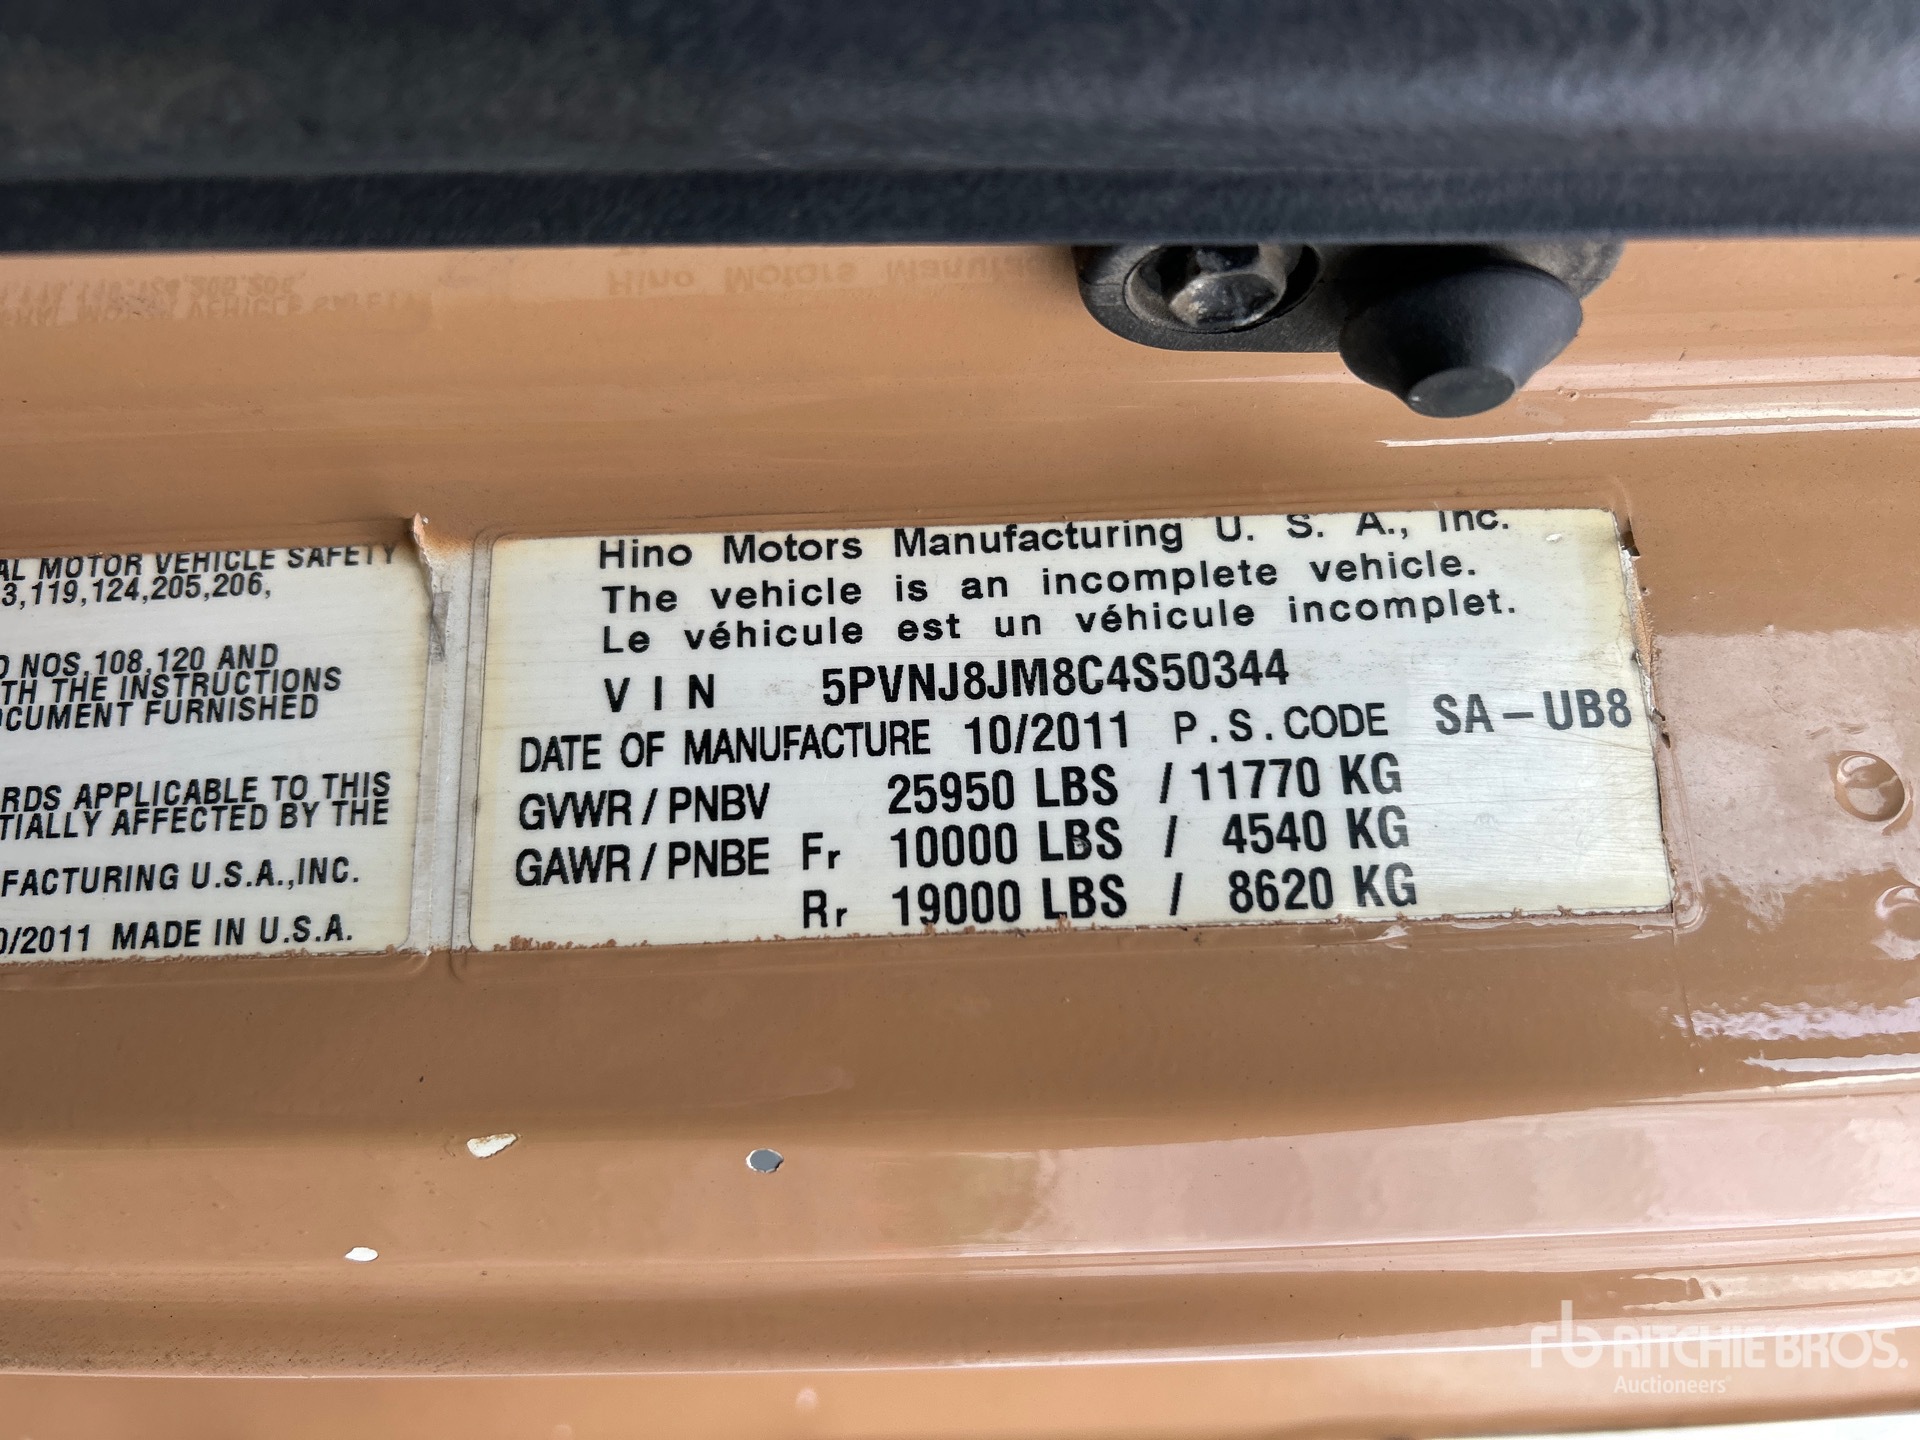 AL MOTOR VEHICLE SAFETY
3,119,124,205,206,
NOS,108,120 AND
TH THE INSTRUCTIONS
OCUMENT FURNISHED
RDS APPLICABLE TO THIS
TIALLY AFFECTED BY THE
FACTURING U.S.A.,INC.
0/2011 MADE IN U.S.A.
Hino Motors Manufacturing U. S. A., Inc.
The vehicle is an incomplete vehicle.
Le véhicule est un véhicule incomplet.
VIN 5PVNJ8JM8C4S50344
DATE OF MANUFACTURE 10/2011 P.S.CODE SA-UB8
GVWR/PNBV 25950 LBS / 11770 KG
GAWR/PNBE Fr 10000 LBS / 4540 KG
Rr 19000 LBS / 8620 KG
rb RITCHIE BROS.
Auctioneers